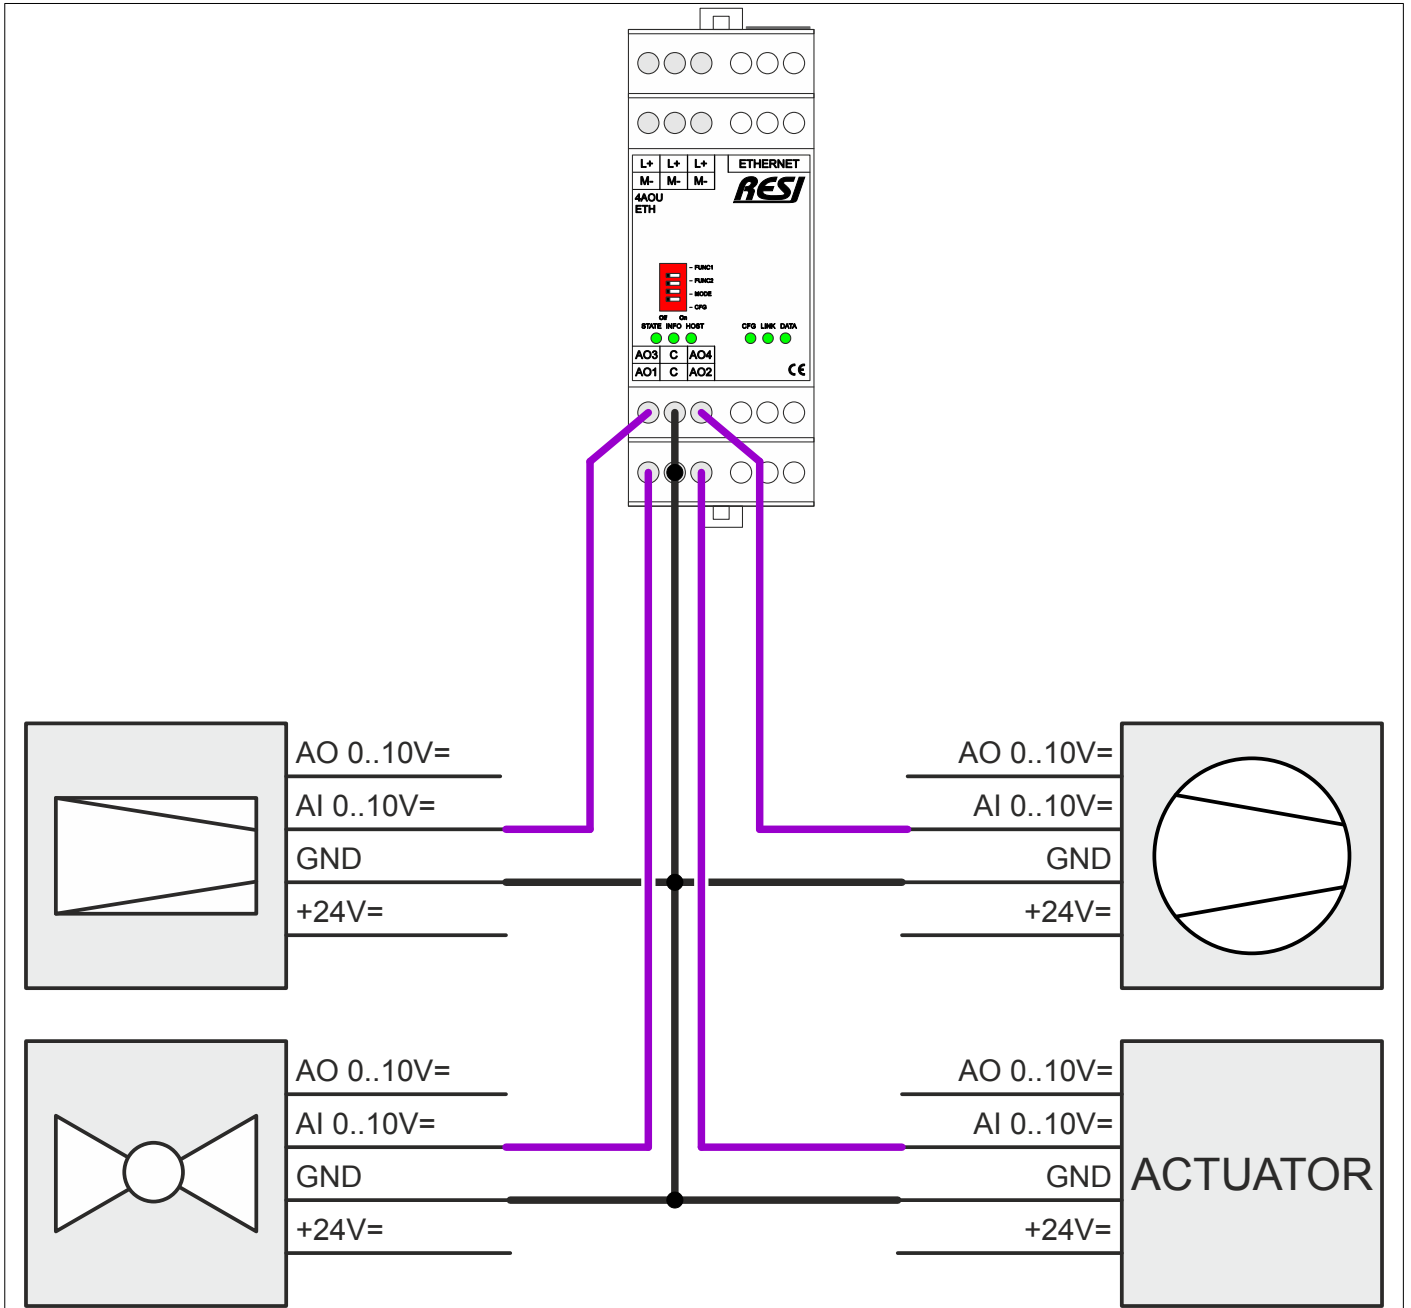 L+ L+ L+ ETHERNET
M- M- M- RESI
4AOU
ETH
FUNC1
FUNC2
MODE
CFG
Off On
STATE INFO HOST CFG LINK DATA
AO3 C AO4
AO1 C AO2 CE
AO 0..10V= AO 0..10V=
AI 0..10V= AI 0..10V=
GND GND
+24V= +24V=
AO 0..10V= AO 0..10V=
AI 0..10V= AI 0..10V=
GND GND
ACTUATOR
+24V= +24V=